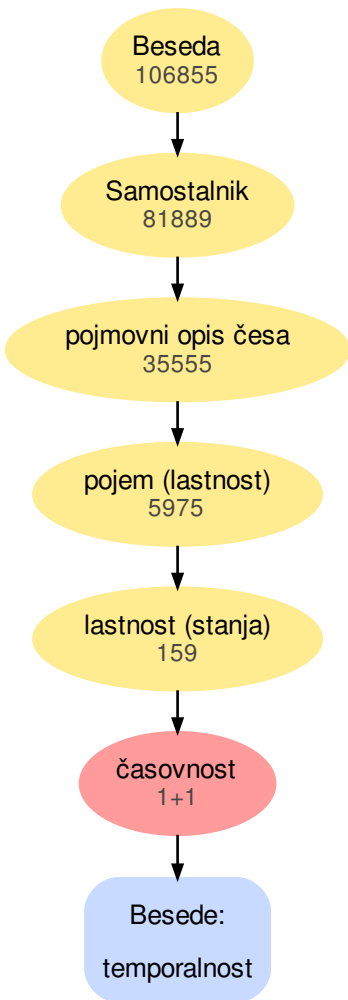 Beseda
106855
Samostalnik
81889
pojmovni opis česa
35555
pojem (lastnost)
5975
lastnost (stanja)
159
časovnost
1+1
Besede:
temporalnost